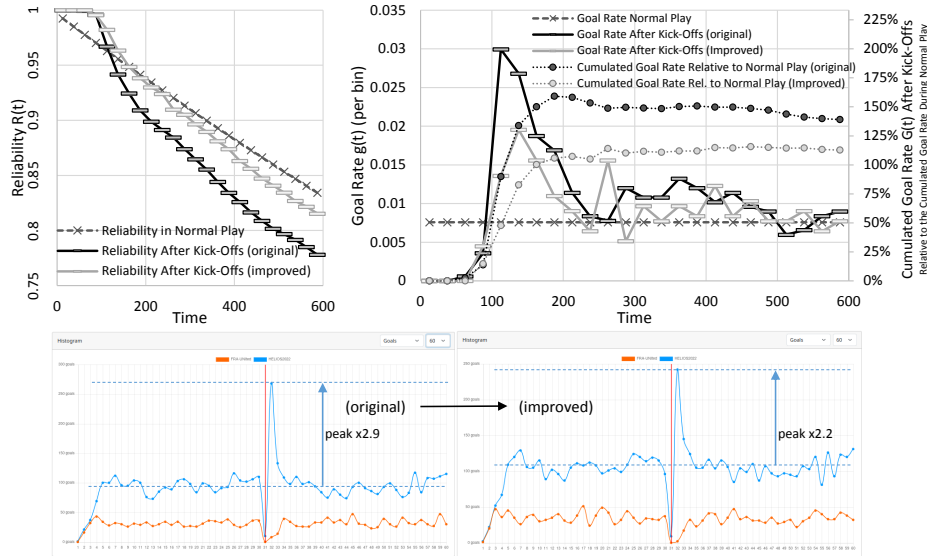 1
0.95
0.9
0.85
0.8
0.75
Reliability R(t)
0
200
400
600
Time
Reliability in Normal Play
Reliability After Kick-Offs (original)
Reliability After Kick-Offs (improved)
0.035
0.03
0.025
0.02
0.015
0.01
0.005
0
Goal Rate g(t) (per bin)
0
100
200
300
400
500
600
Time
Goal Rate Normal Play
Goal Rate After Kick-Offs (original)
Goal Rate After Kick-Offs (Improved)
Cumulated Goal Rate Relative to Normal Play (original)
Cumulated Goal Rate Rel. to Normal Play (Improved)
225%
200%
175%
150%
125%
100%
75%
50%
25%
0%
Cumulated Goal Rate G(t) After Kick-Offs
Relative to the Cumulated Goal Rate During Normal Play
Histogram
Goals
60
(original)
peak x2.9
Histogram
Goals
60
(improved)
peak x2.2